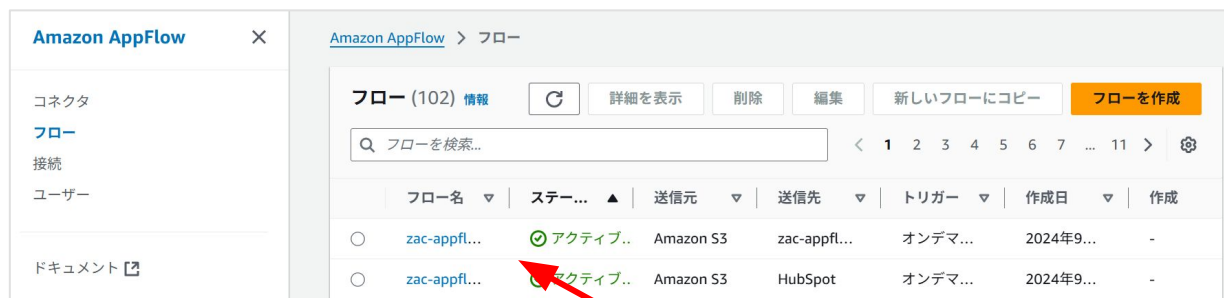 Amazon AppFlow
コネクタ
フロー
接続
ユーザー
ドキュメント
Amazon AppFlow > フロー
フロー (102) 情報 詳細を表示 削除 編集 新しいフローにコピー フローを作成
フローを検索...
1 2 3 4 5 6 7 ... 11
フロー名 ステー... 送信元 送信先 トリガー 作成日 作成
zac-appfl... アクティブ.. Amazon S3 zac-appfl... オンデマ... 2024年9... -
zac-appfl... アクティブ.. Amazon S3 HubSpot オンデマ... 2024年9... -